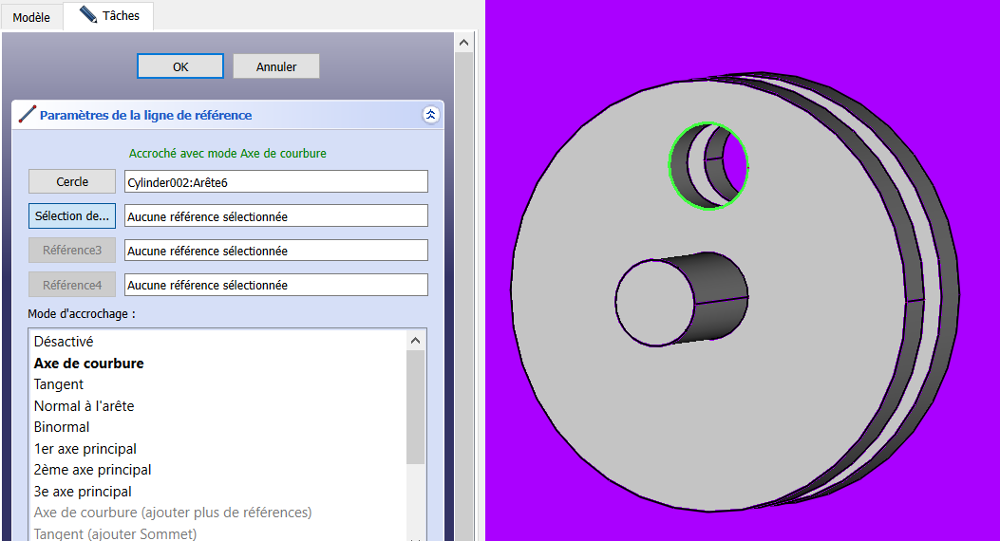 Modèle
Tâches
OK
Annuler
Paramètres de la ligne de référence
Accroché avec mode Axe de courbure
Cercle
Cylinder002:Arête6
Sélection de...
Aucune référence sélectionnée
Référence3
Aucune référence sélectionnée
Référence4
Aucune référence sélectionnée
Mode d'accrochage :
Désactivé
Axe de courbure
Tangent
Normal à l'arête
Binormal
1er axe principal
2ème axe principal
3e axe principal
Axe de courbure (ajouter plus de références)
Tangent (ajouter Sommet)